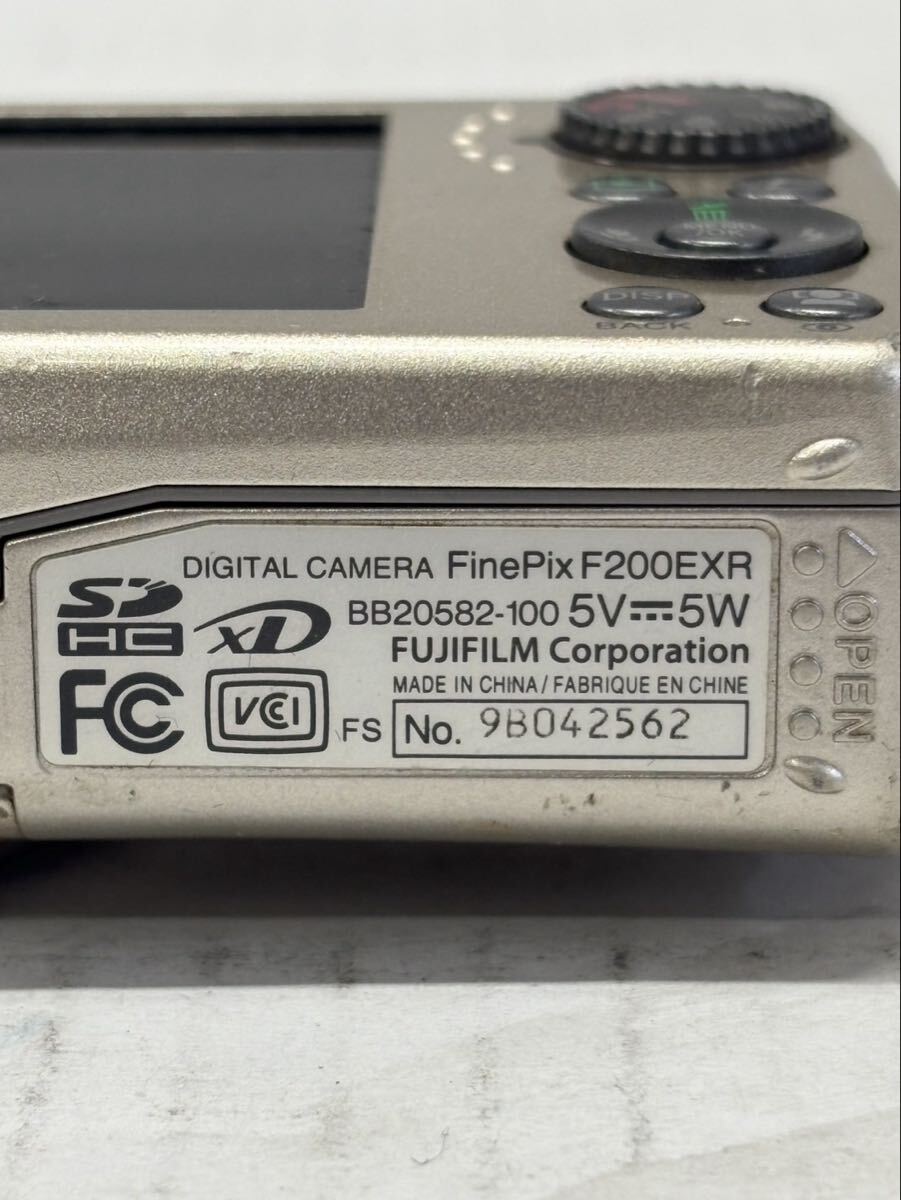 DISP
BACK
DIGITAL CAMERA FinePix F200EXR
SD
HC
xD
BB20582-100 5V⎓5W
FUJIFILM Corporation
MADE IN CHINA/FABRIQUE EN CHINE
FC
VCI
FS
No. 9B042562
△OPEN